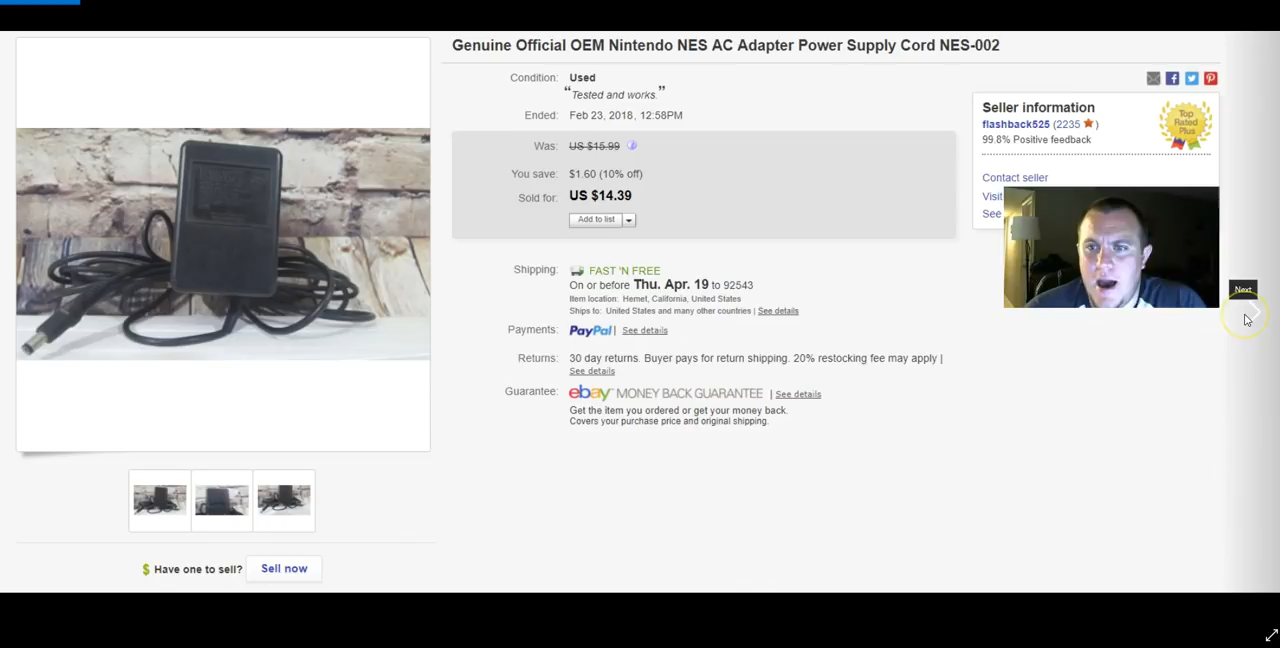 Genuine Official OEM Nintendo NES AC Adapter Power Supply Cord NES-002
Condition: Used
“Tested and works.”
Ended: Feb 23, 2018, 12:58PM
Was: US $15.99
You save: $1.60 (10% off)
Sold for: US $14.39
Add to list
Shipping: FAST 'N FREE
On or before Thu. Apr. 19 to 92543
Item location: Hemet, California, United States
Ships to: United States and many other countries | See details
Payments: PayPal | See details
Returns: 30 day returns. Buyer pays for return shipping. 20% restocking fee may apply |
See details
Guarantee: ebay MONEY BACK GUARANTEE | See details
Get the item you ordered or get your money back.
Covers your purchase price and original shipping.
Seller information
flashback525 (2235 )
99.8% Positive feedback
Top
Rated
Plus
Contact seller
Visit
See
Next
$ Have one to sell? Sell now